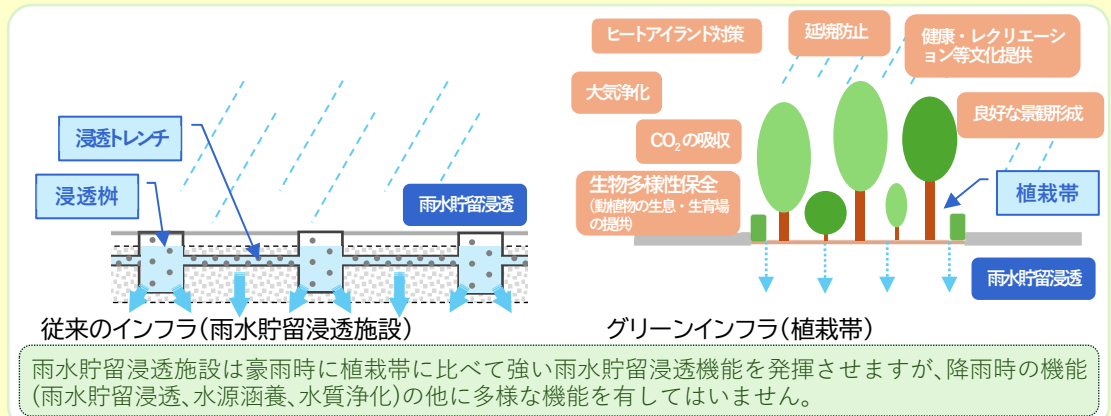 浸透トレンチ
浸透桝
雨水貯留浸透
従来のインフラ(雨水貯留浸透施設)
ヒートアイランド対策
延焼防止
健康・レクリエーシ
ョン等文化提供
大気浄化
良好な景観形成
CO₂の吸収
生物多様性保全
(動植物の生息・生育場
の提供)
植栽帯
雨水貯留浸透
グリーンインフラ(植栽帯)
雨水貯留浸透施設は豪雨時に植栽帯に比べて強い雨水貯留浸透機能を発揮させますが、降雨時の機能
(雨水貯留浸透、水源涵養、水質浄化)の他に多様な機能を有してはいません。